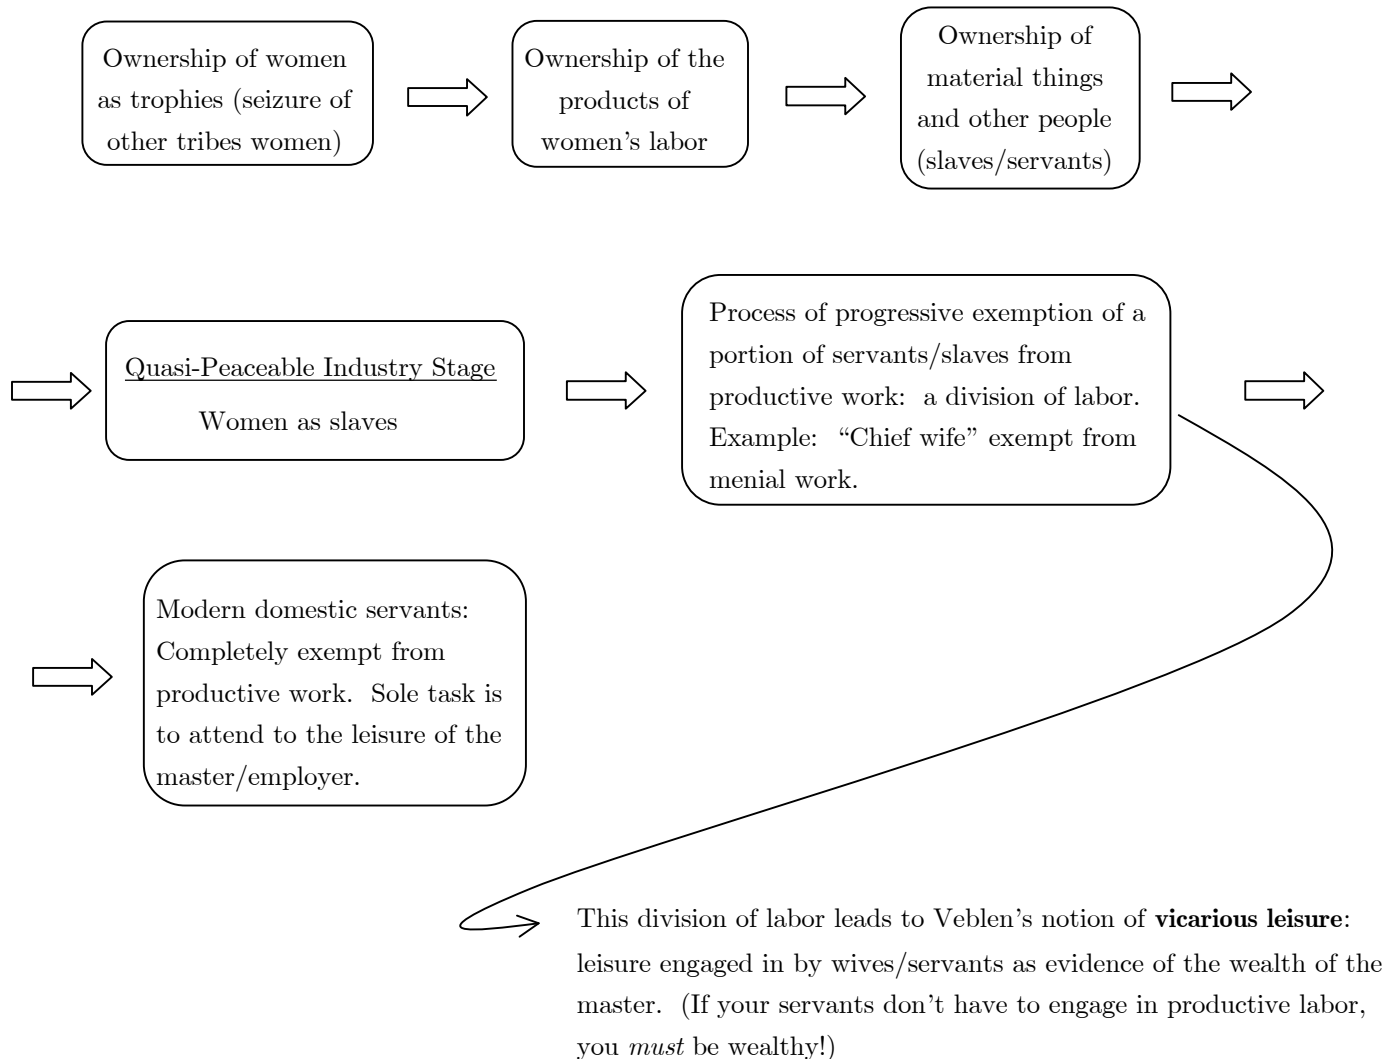 Ownership of women
as trophies (seizure of
other tribes women)
Ownership of the
products of
women's labor
Ownership of
material things
and other people
(slaves/servants)
Quasi-Peaceable Industry Stage
Women as slaves
Process of progressive exemption of a
portion of servants/slaves from
productive work:  a division of labor.
Example:  “Chief wife” exempt from
menial work.
Modern domestic servants:
Completely exempt from
productive work.  Sole task is
to attend to the leisure of the
master/employer.
This division of labor leads to Veblen's notion of vicarious leisure:
leisure engaged in by wives/servants as evidence of the wealth of the
master.  (If your servants don't have to engage in productive labor,
you must be wealthy!)